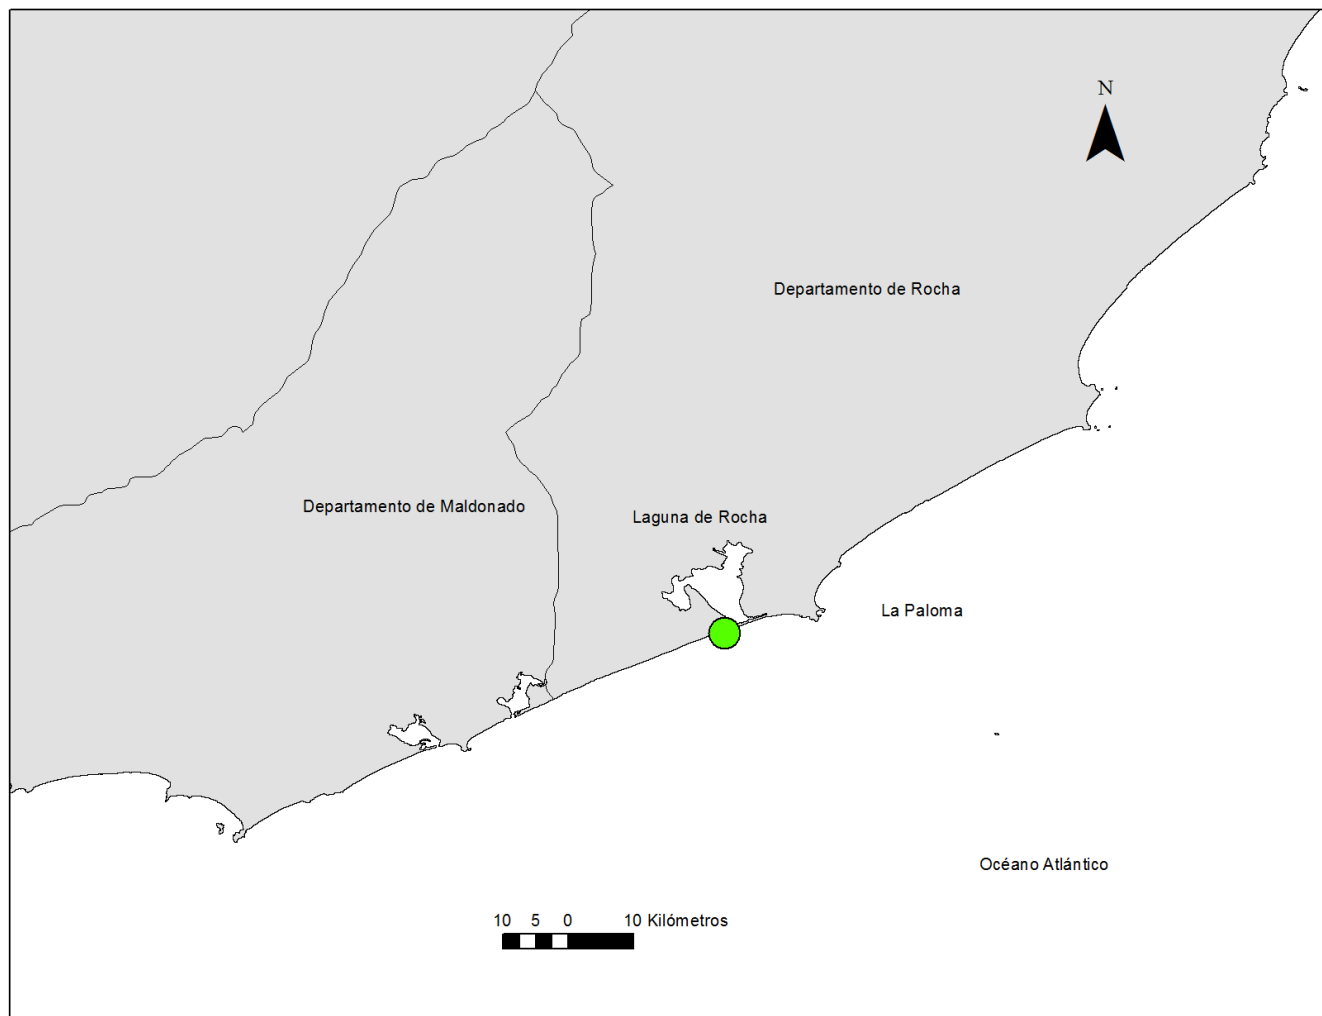 N
Departamento de Rocha
Departamento de Maldonado
Laguna de Rocha
La Paloma
Océano Atlántico
10 5 0 10 Kilómetros